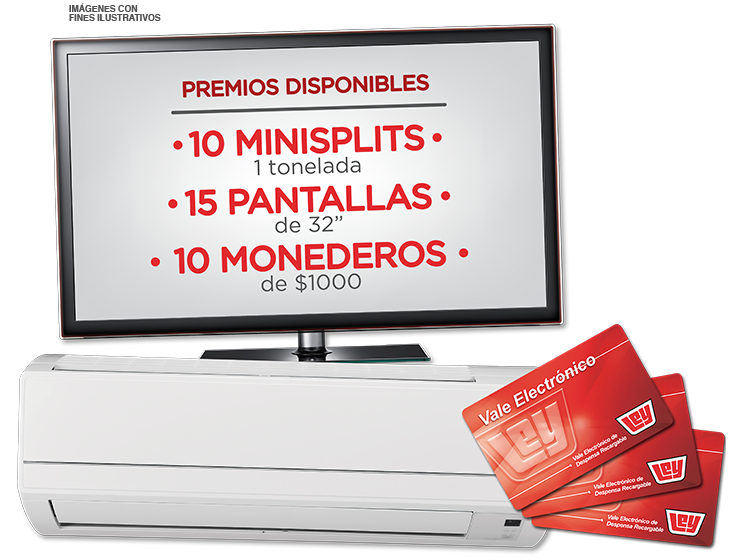 IMÁGENES CON
FINES ILUSTRATIVOS
PREMIOS DISPONIBLES
• 10 MINISPLITS •
1 tonelada
• 15 PANTALLAS •
de 32”
• 10 MONEDEROS •
de $1000
Vale Electrónico
Ley
Ley
Vale Electrónico de
Despensa Recargable
Ley
Vale Electrónico de
Despensa Recargable
Ley
Vale Electrónico de
Despensa Recargable